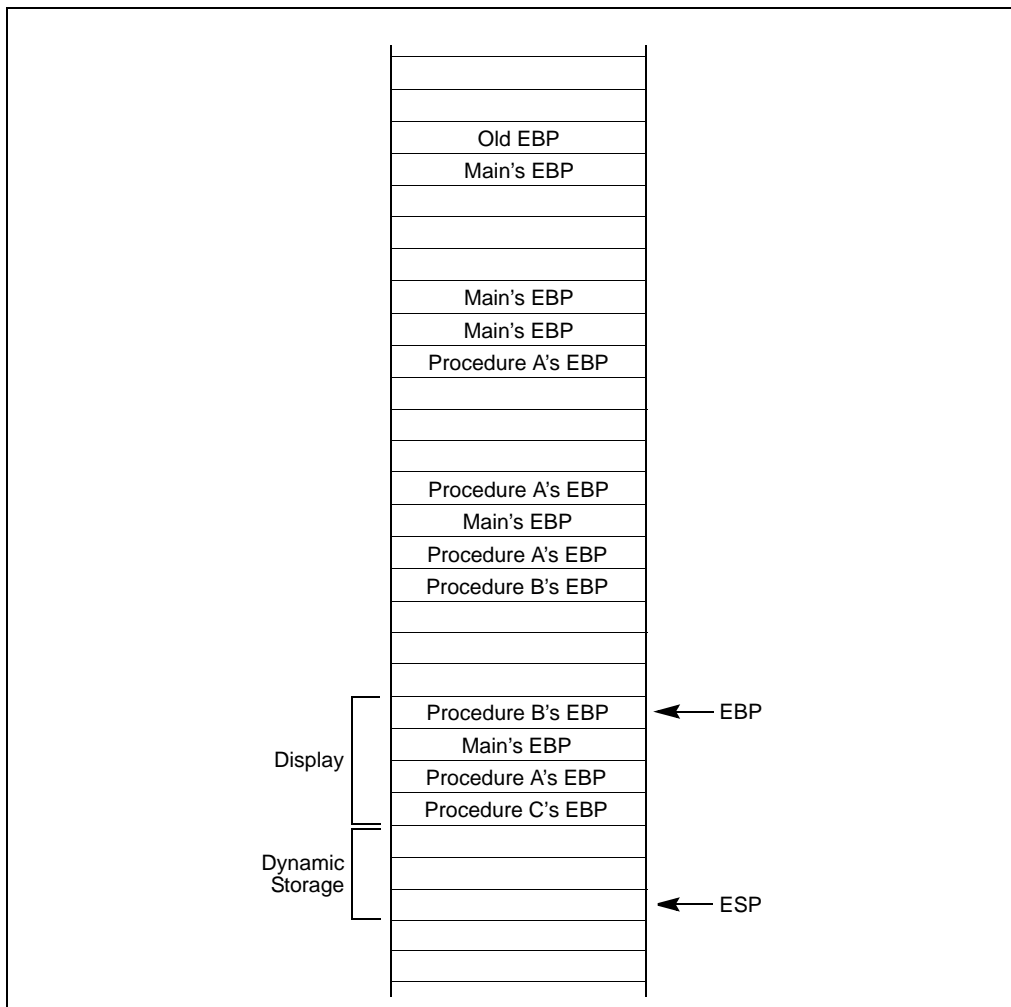 Old EBP
Main's EBP
Main's EBP
Main's EBP
Procedure A's EBP
Procedure A's EBP
Main's EBP
Procedure A's EBP
Procedure B's EBP
Procedure B's EBP
EBP
Main's EBP
Display
Procedure A's EBP
Procedure C's EBP
Dynamic
Storage
ESP